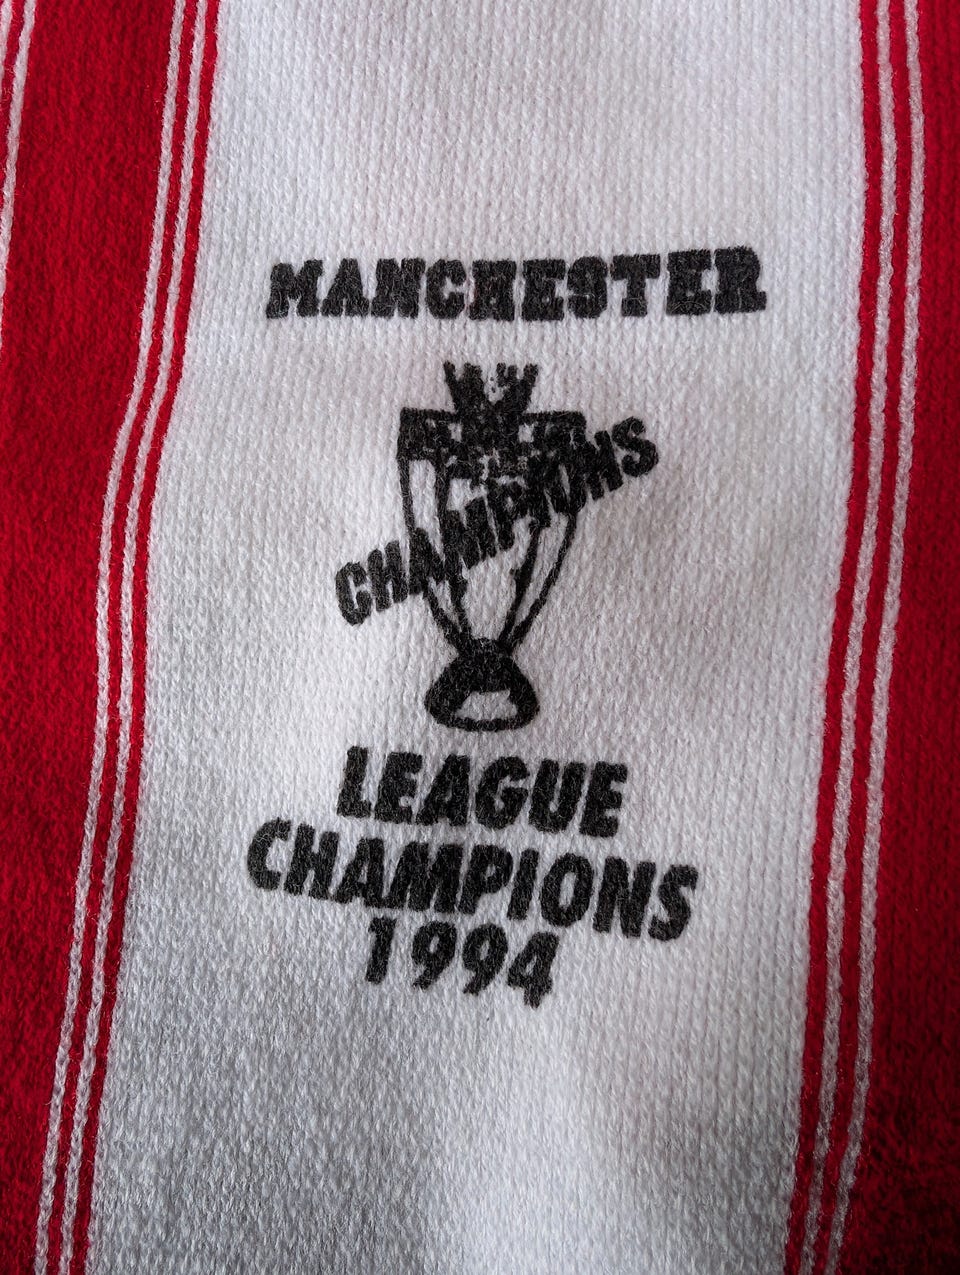 MANCHESTER
CHAMPIONS
LEAGUE
CHAMPIONS
1994